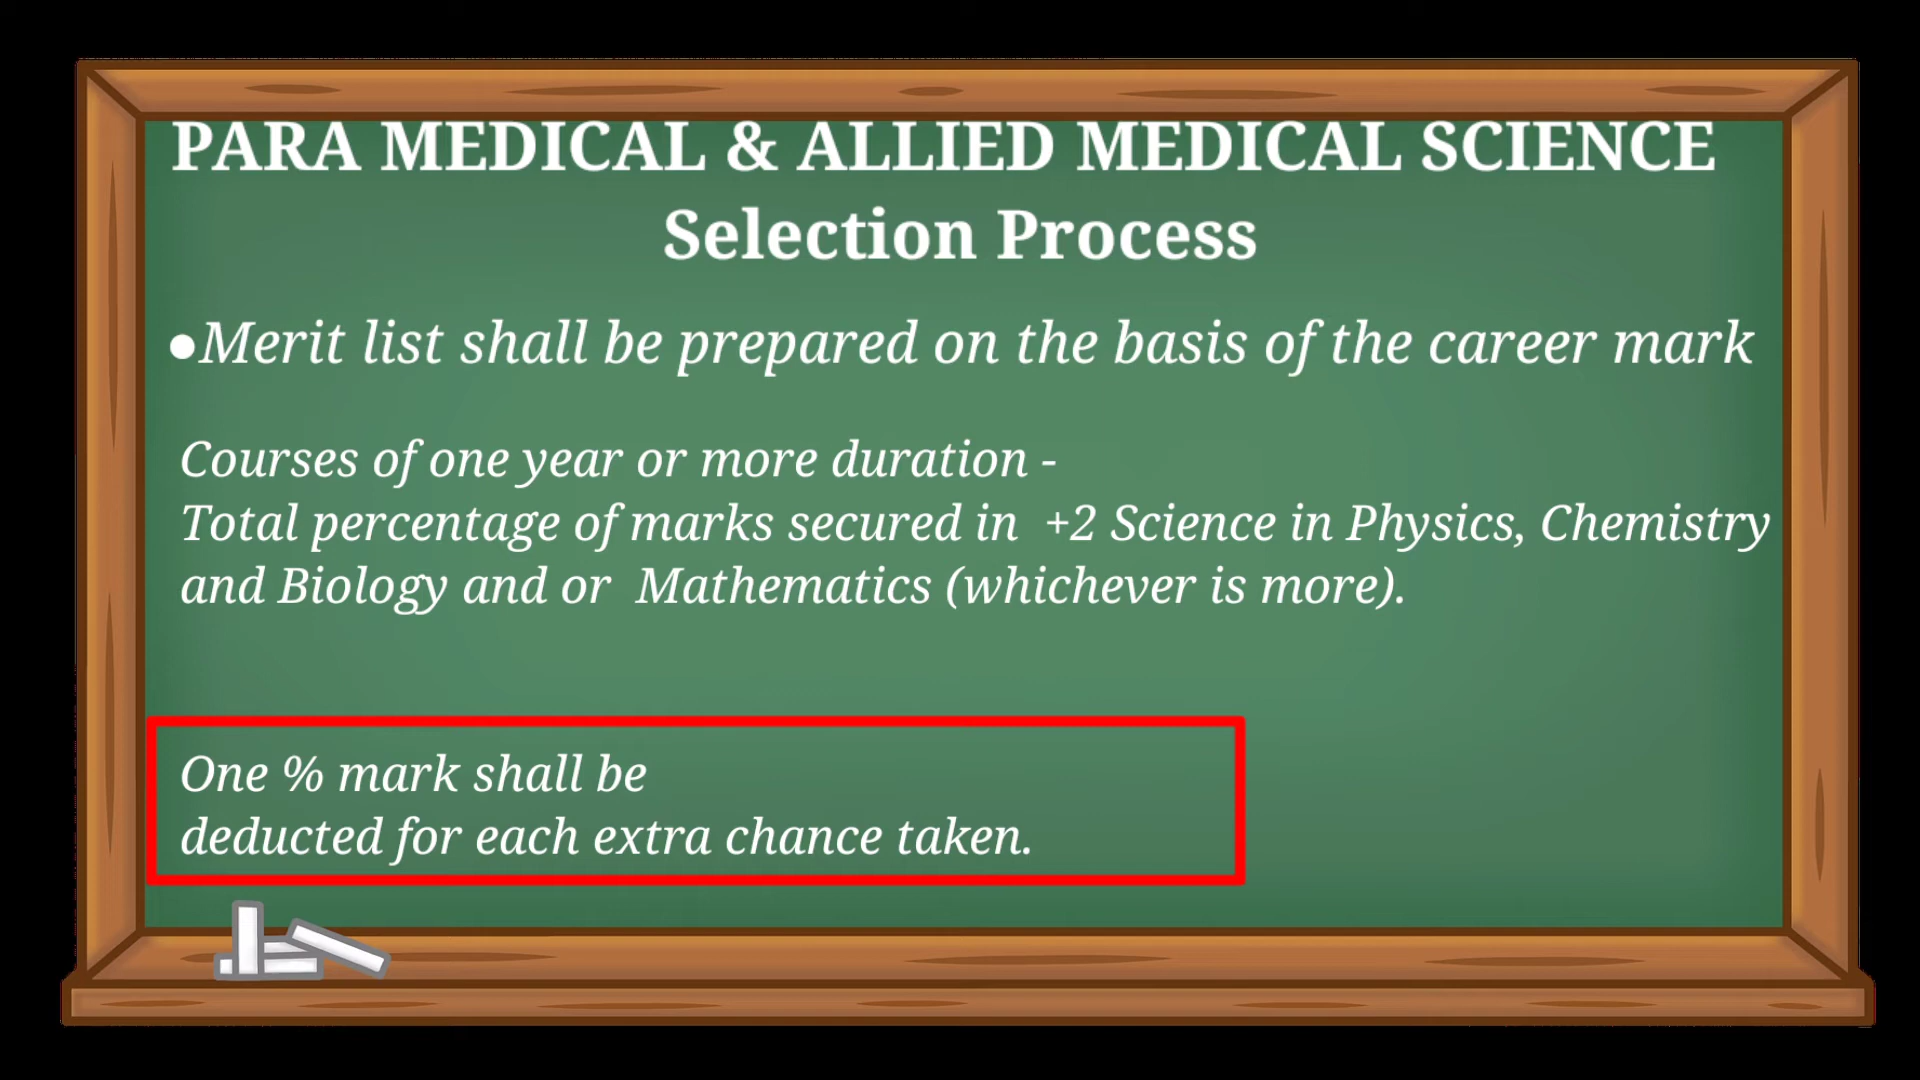 PARA MEDICAL & ALLIED MEDICAL SCIENCE
Selection Process
●Merit list shall be prepared on the basis of the career mark
Courses of one year or more duration -
Total percentage of marks secured in  +2 Science in Physics, Chemistry
and Biology and or  Mathematics (whichever is more).
One % mark shall be
deducted for each extra chance taken.